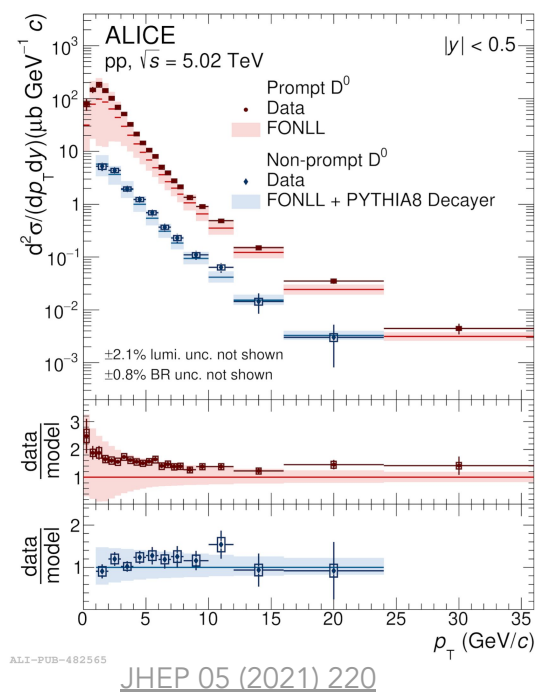 ALICE
pp, √s = 5.02 TeV
|y| < 0.5
Prompt D⁰
Data
FONLL
Non-prompt D⁰
Data
FONLL + PYTHIA8 Decayer
d²σ/(dp_T dy)(μb GeV⁻¹ c)
10³
10²
10
1
10⁻¹
10⁻²
10⁻³
±2.1% lumi. unc. not shown
±0.8% BR unc. not shown
data
model
3
2
1
data
model
2
1
0 5 10 15 20 25 30 35
p_T (GeV/c)
ALI-PUB-482565
JHEP 05 (2021) 220